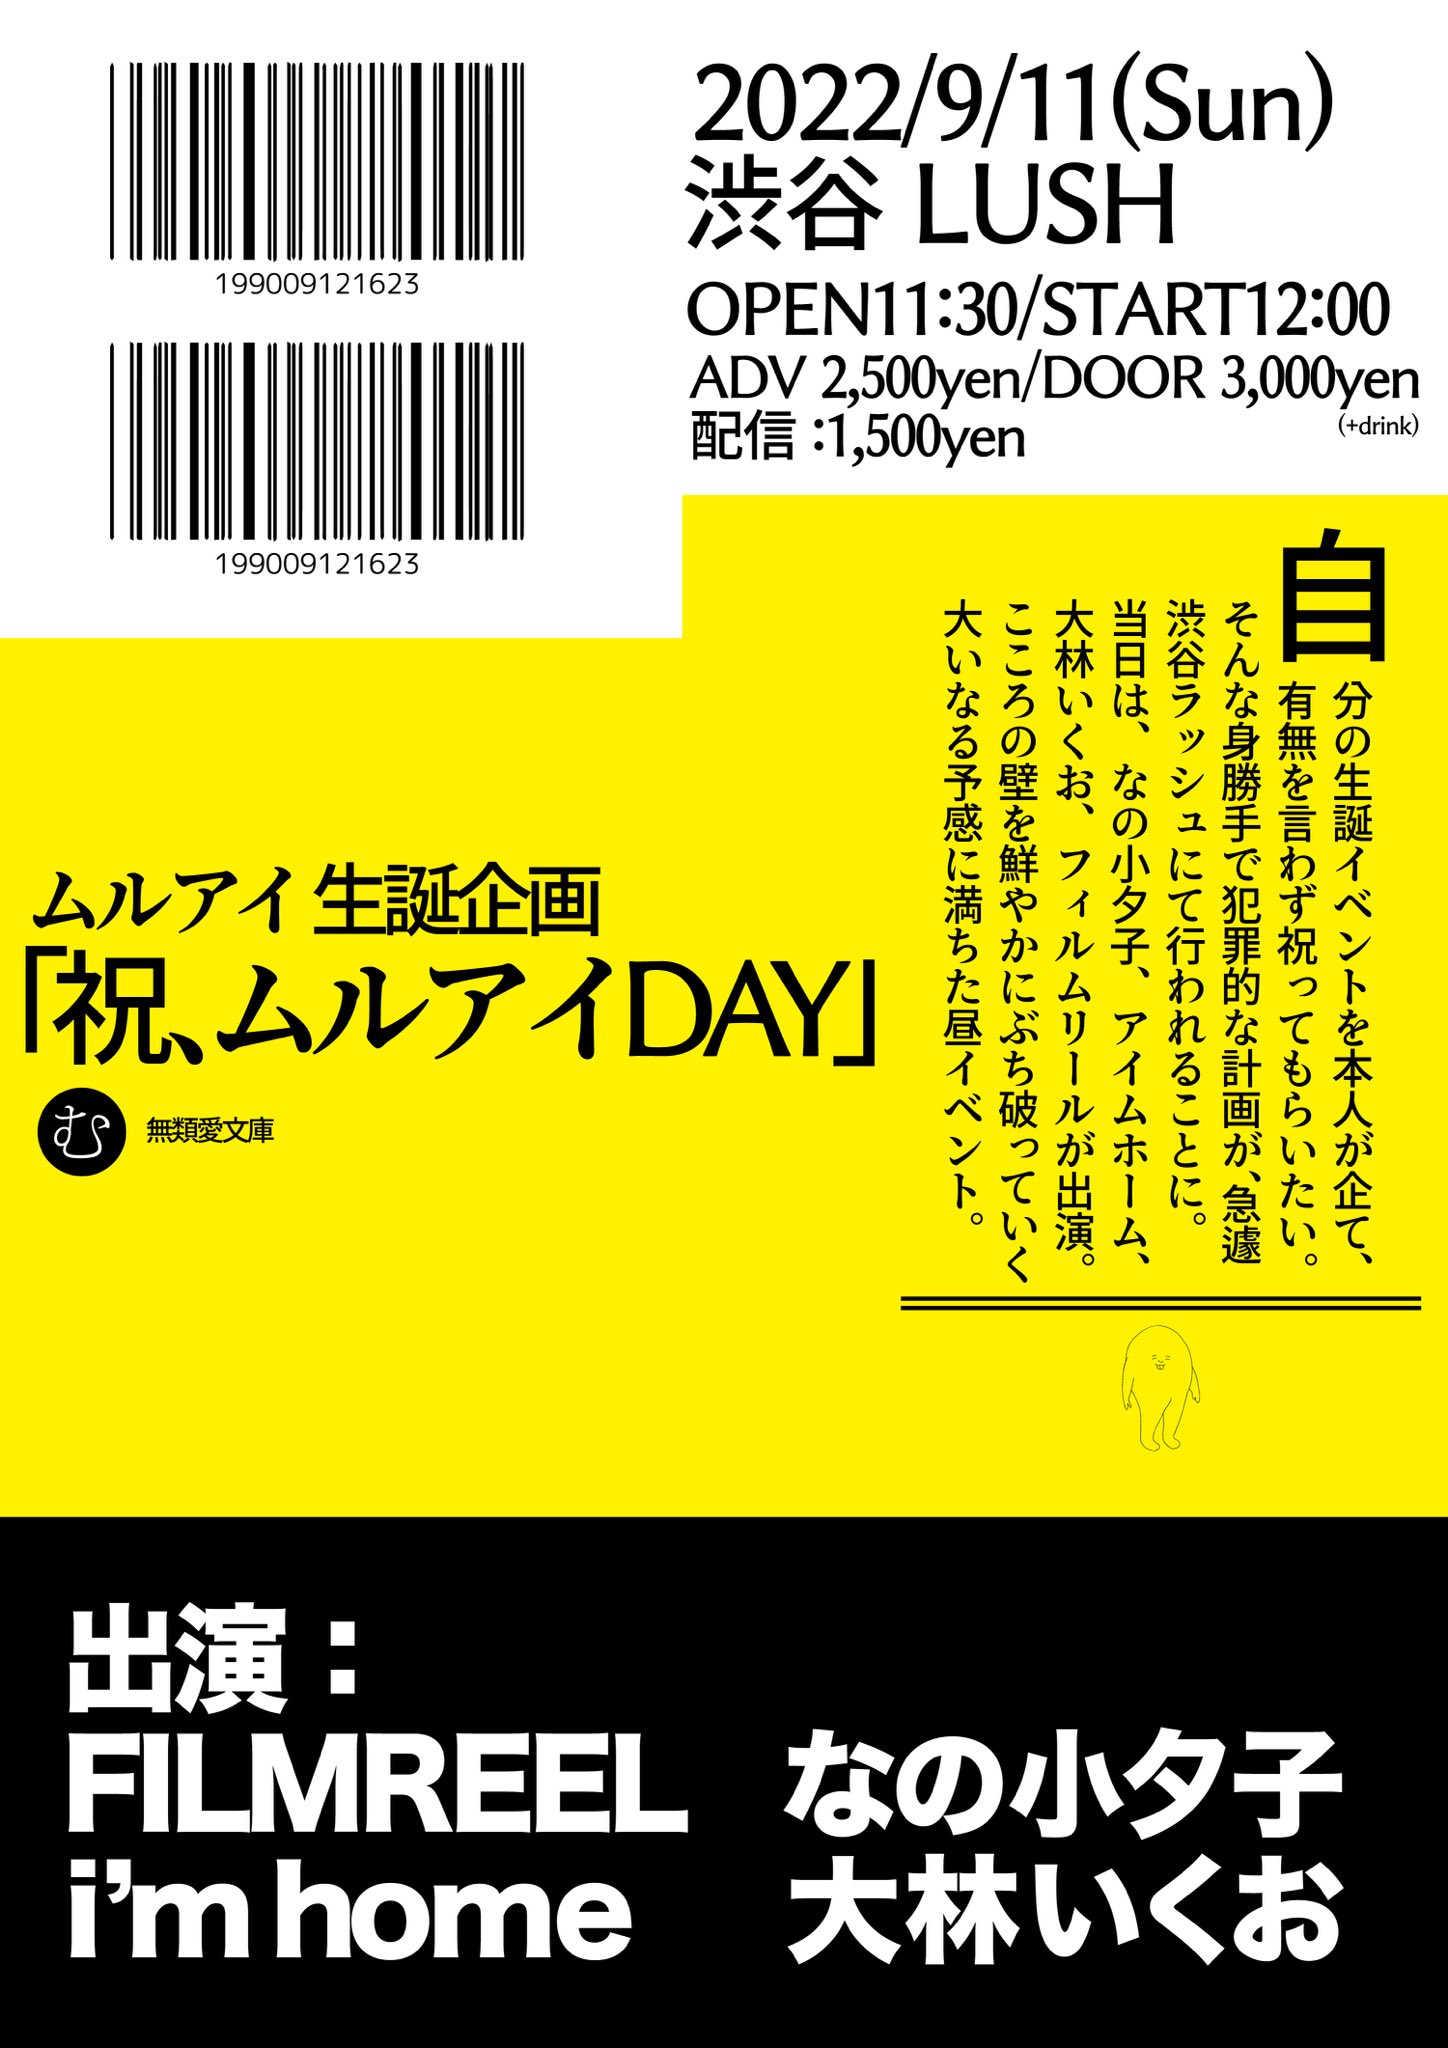 199009121623
199009121623
2022/9/11(Sun)
渋谷 LUSH
OPEN11:30/START12:00
ADV 2,500yen/DOOR 3,000yen
(+drink)
配信:1,500yen
自分の生誕イベントを本人が企て、
有無を言わず祝ってもらいたい。
そんな身勝手で犯罪的な計画が、急遽
渋谷ラッシュにて行われることに。
当日は、なの小夕子、アイムホーム、
大林いくお、フィルムリールが出演。
こころの壁を鮮やかにぶち破っていく
大いなる予感に満ちた昼イベント。
ムルアイ生誕企画
「祝、ムルアイDAY」
む 無類愛文庫
出演:
FILMREEL なの小夕子
i'm home 大林いくお